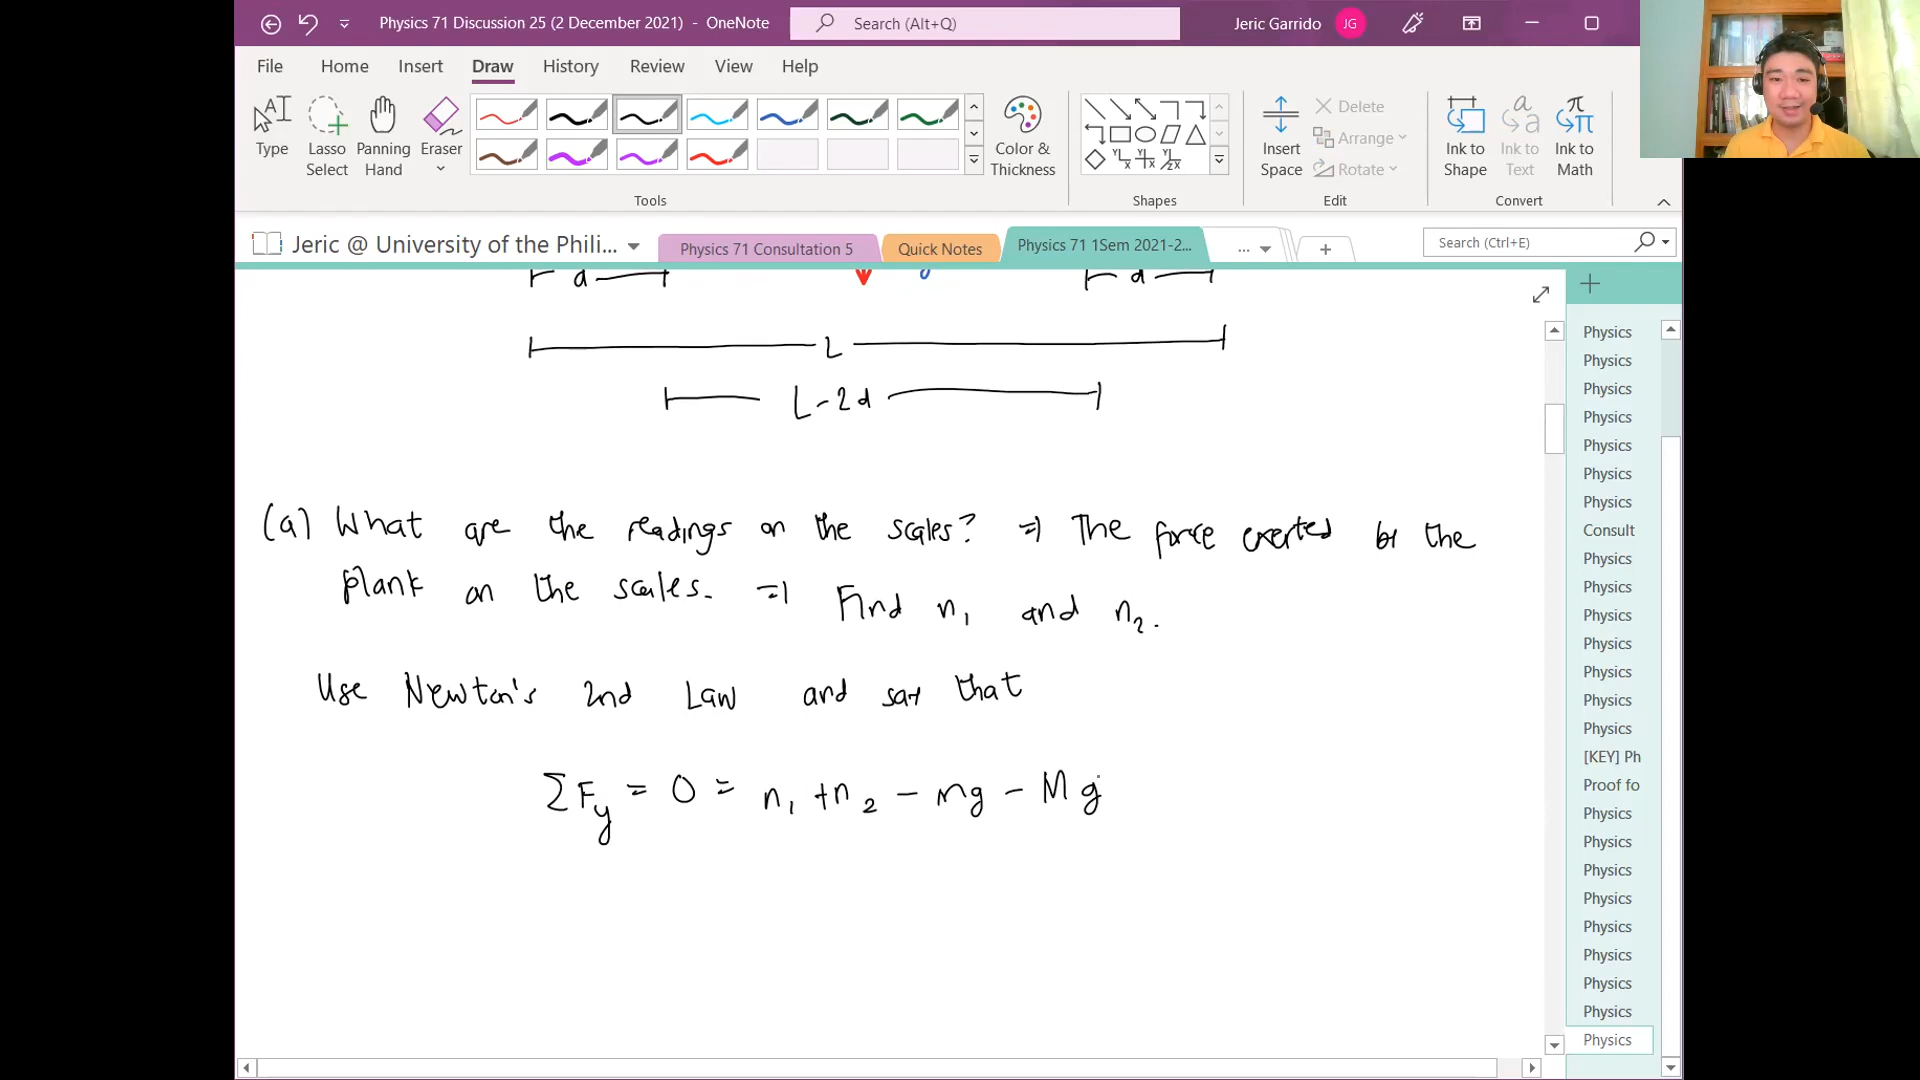 Physics 71 Discussion 25 (2 December 2021) - OneNote
Search (Alt+Q)
Jeric Garrido
JG
File Home Insert Draw History Review View Help
Type
Lasso Select
Panning Hand
Eraser
Color & Thickness
Insert Space
Delete
Arrange
Rotate
Ink to Shape
Ink to Text
Ink to Math
Tools
Shapes
Edit
Convert
Jeric @ University of the Phili...
Physics 71 Consultation 5
Quick Notes
Physics 71 1Sem 2021-2...
...
Search (Ctrl+E)
d d
L
L-2d
(a) What are the readings on the scales? => The force exerted by the
plank on the scales. => Find n₁ and n₂.
Use Newton's 2nd Law and say that
ΣF_y = 0 = n₁ + n₂ - mg - Mg
Physics
Physics
Physics
Physics
Physics
Physics
Physics
Consult
Physics
Physics
Physics
Physics
Physics
Physics
Physics
[KEY] Ph
Proof fo
Physics
Physics
Physics
Physics
Physics
Physics
Physics
Physics
Physics